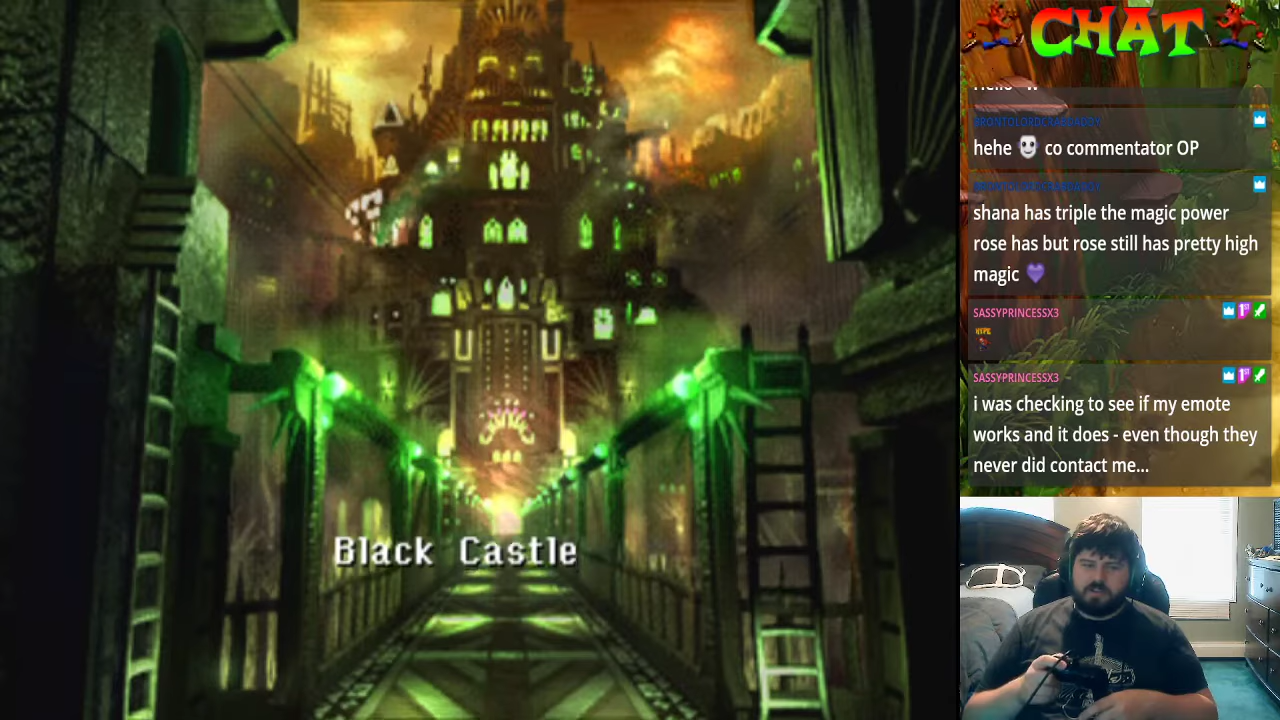 CHAT
hehe co commentator OP
shana has triple the magic power
rose has but rose still has pretty high
magic
SASSYPRINCESSX3
HYPE
SASSYPRINCESSX3
i was checking to see if my emote
works and it does - even though they
never did contact me...
Black Castle